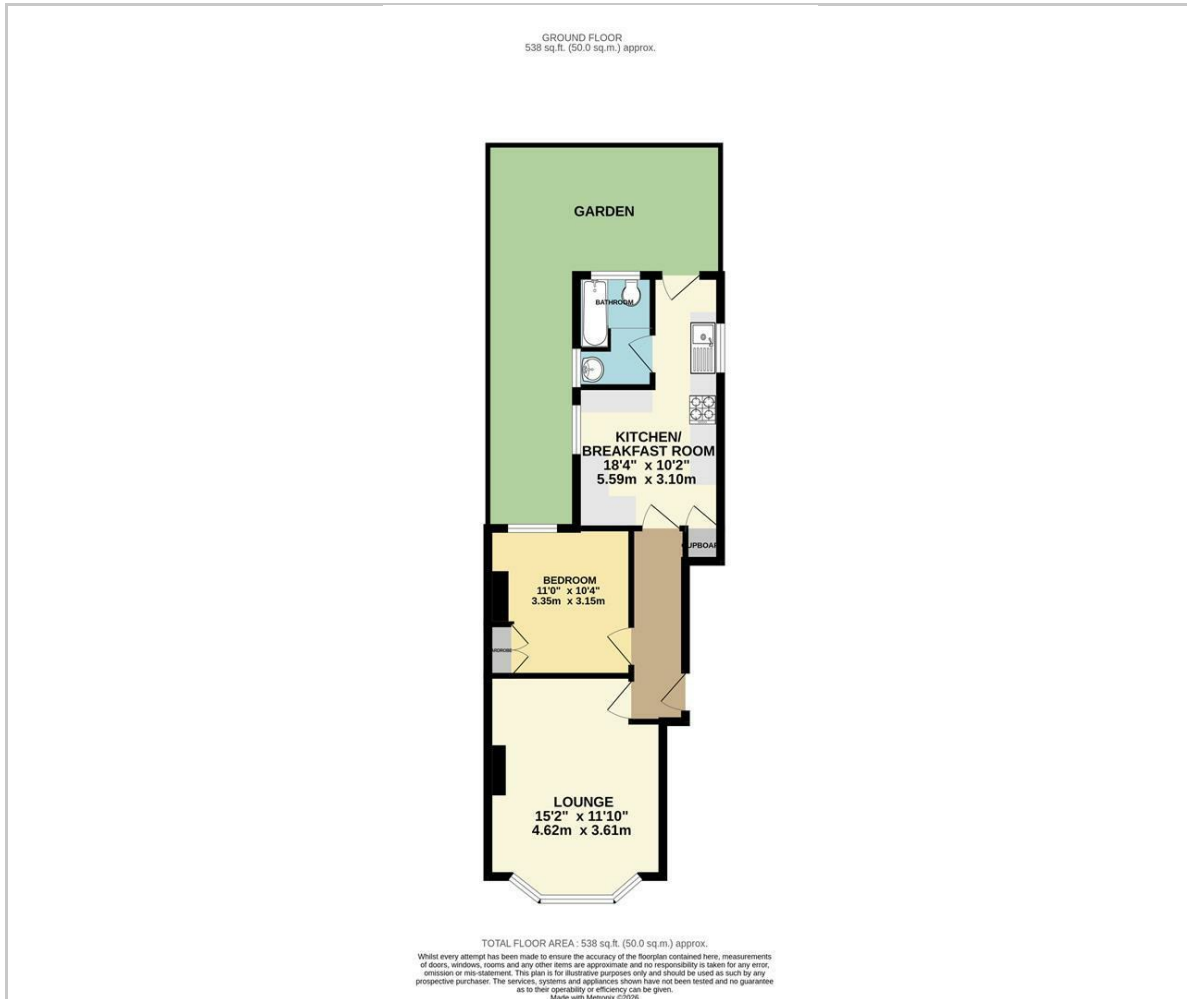 GROUND FLOOR
538 sq.ft. (50.0 sq.m.) approx.
GARDEN
BATHROOM
KITCHEN/
BREAKFAST ROOM
18'4" x 10'2"
5.59m x 3.10m
UPBOAR
BEDROOM
11'0" x 10'4"
3.35m x 3.15m
LOUNGE
15'2" x 11'10"
4.62m x 3.61m
TOTAL FLOOR AREA : 538 sq.ft. (50.0 sq.m.) approx.
Whilst every attempt has been made to ensure the accuracy of the floorplan contained here, measurements
of doors, windows, rooms and any other items are approximate and no responsibility is taken for any error,
omission or mis-statement. This plan is for illustrative purposes only and should be used as such by any
prospective purchaser. The services, systems and appliances shown have not been tested and no guarantee
as to their operability or efficiency can be given.
Made with Metropix ©2026